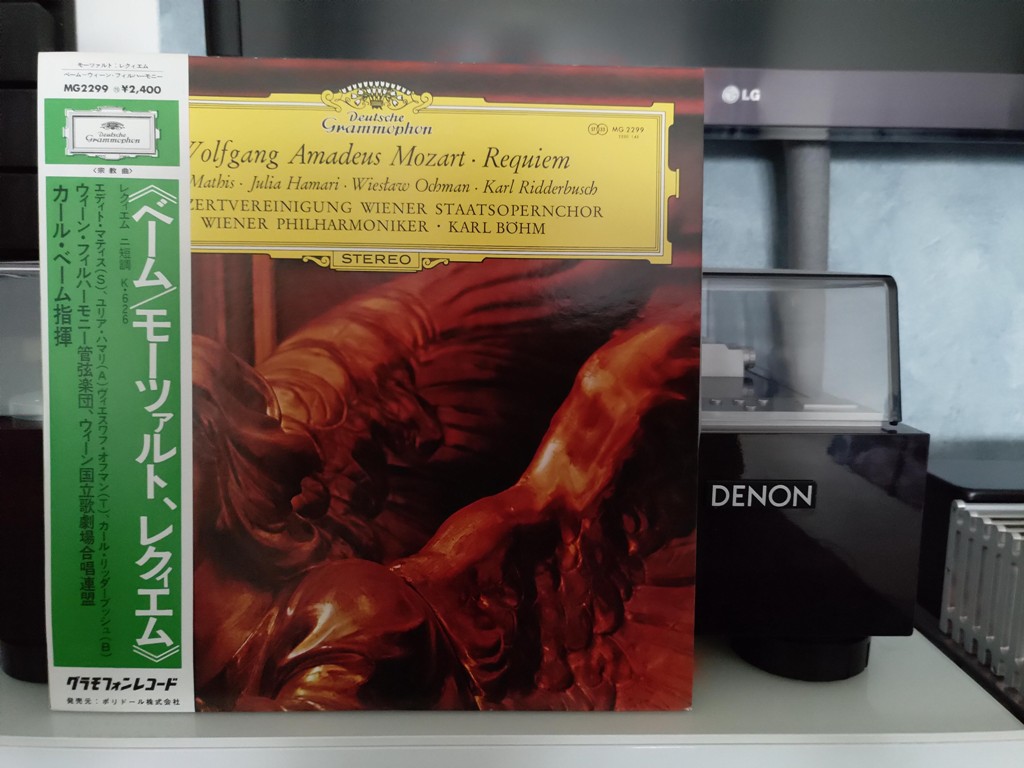 モーツァルト:レクィエム
ベーム・ウィーン・フィルハーモニー
MG2299 ¥2,400
Deutsche
Grammophon
〈宗教曲〉
《ベーム/モーツァルト、レクィエム》
レクィエム ニ短調 K・626
エディト・マティス(S)、ユリア・ハマリ(A)ヴィエスワフ・オフマン(T)、カール・リッダーブッシュ(B)
ウィーン・フィルハーモニー管弦楽団、ウィーン国立歌劇場合唱連盟
カール・ベーム指揮
グラモフォンレコード
発売元:ポリドール株式会社
Deutsche
Grammophon
MG 2299
Wolfgang Amadeus Mozart · Requiem
Mathis · Julia Hamari · Wiesław Ochman · Karl Ridderbusch
ZERTVEREINIGUNG WIENER STAATSOPERNCHOR
WIENER PHILHARMONIKER · KARL BÖHM
STEREO
LG
DENON